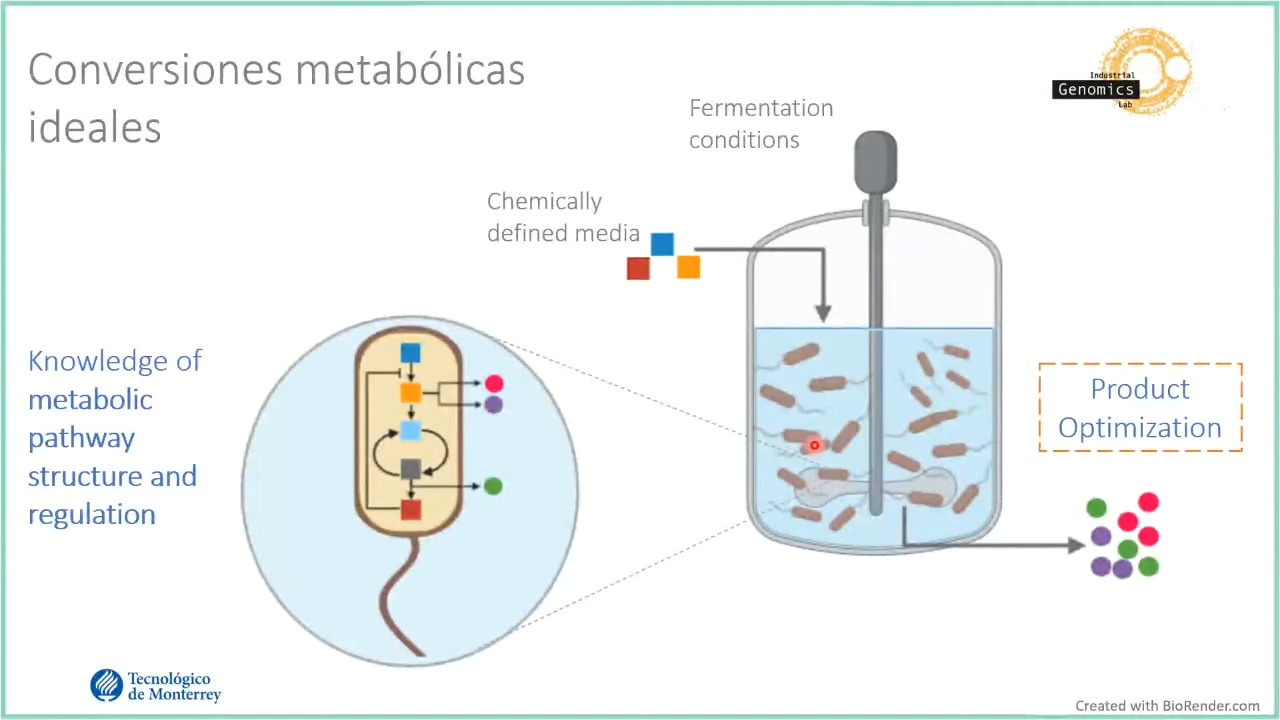 Conversiones metabólicas
ideales
Industrial
Genomics
Lab
Fermentation
conditions
Chemically
defined media
Knowledge of
metabolic
pathway
structure and
regulation
Product
Optimization
Tecnológico
de Monterrey
Created with BioRender.com